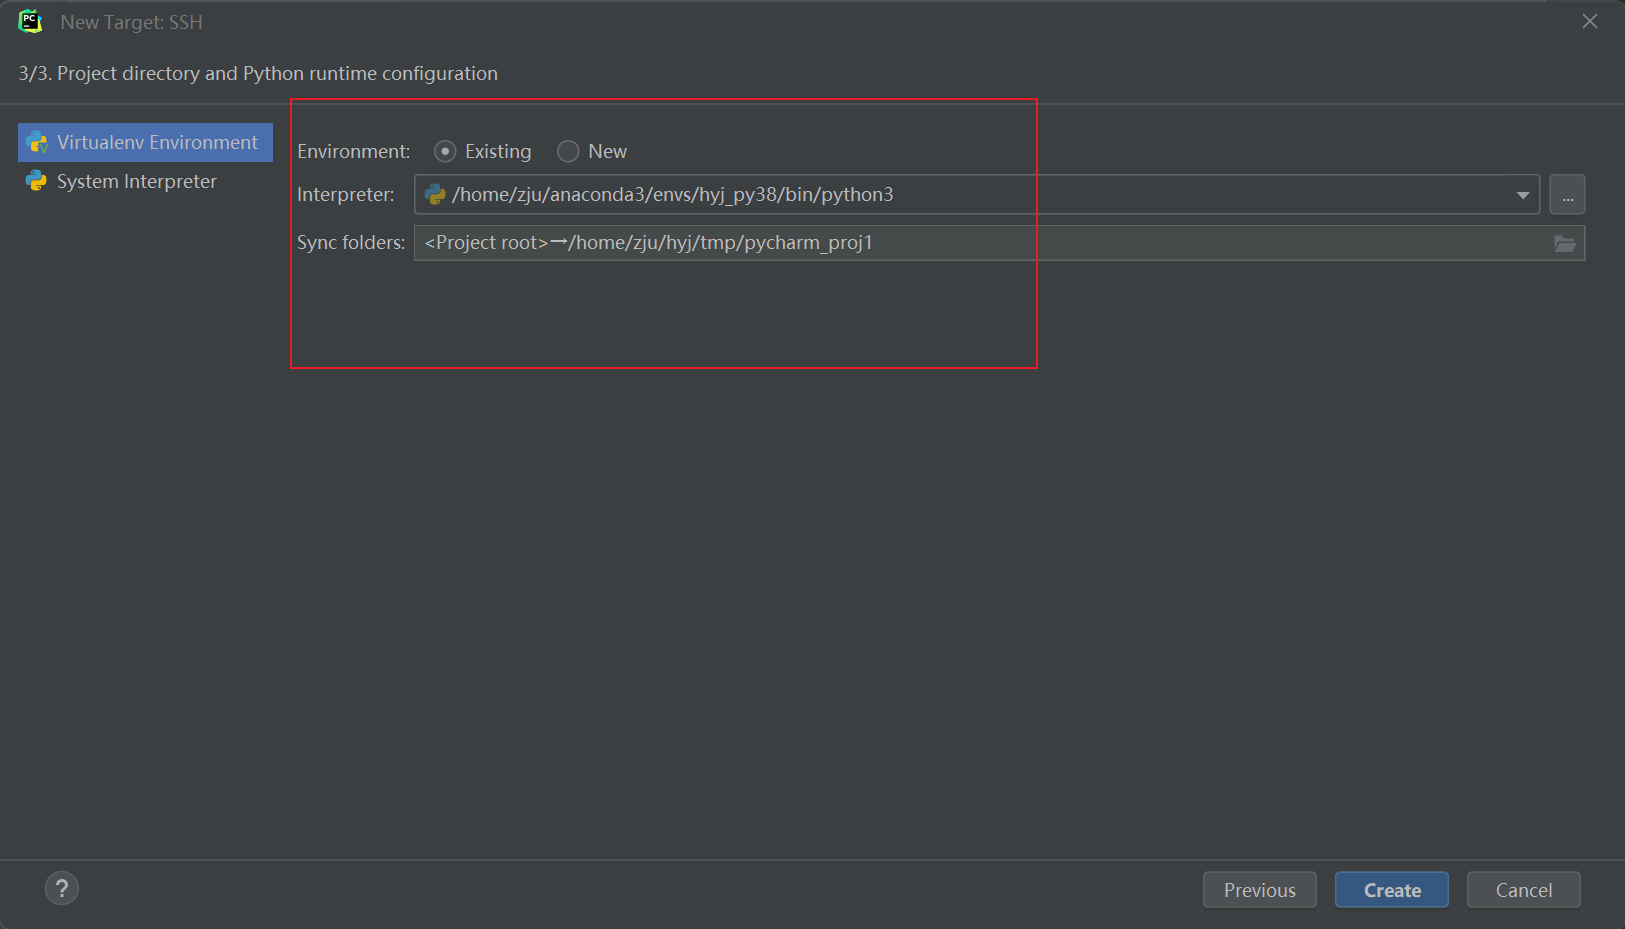 PC
New Target: SSH
3/3. Project directory and Python runtime configuration
Virtualenv Environment
System Interpreter
Environment: Existing New
Interpreter: /home/zju/anaconda3/envs/hyj_py38/bin/python3 ...
Sync folders: <Project root>→/home/zju/hyj/tmp/pycharm_proj1
? Previous Create Cancel